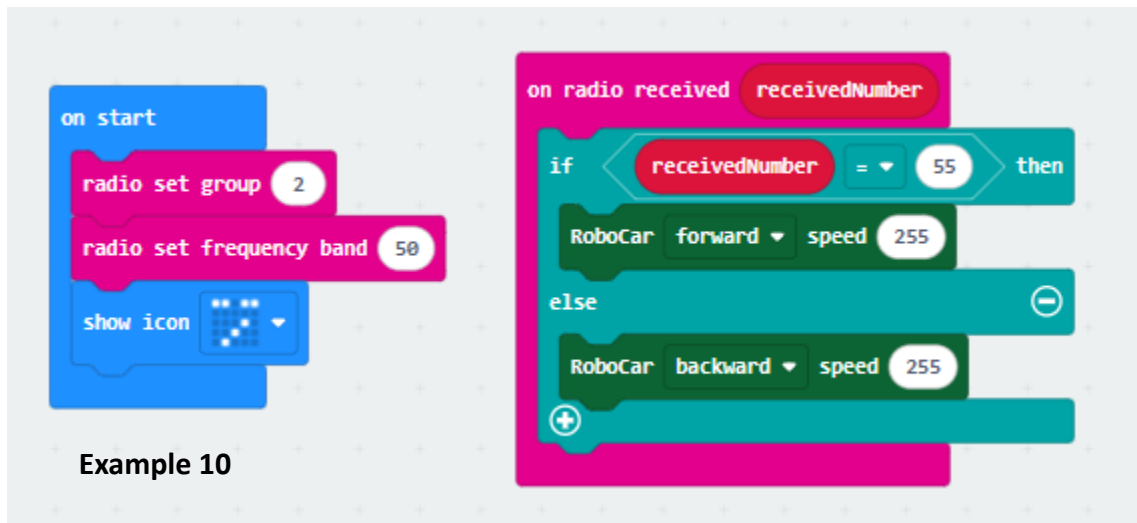 on start
radio set group 2
radio set frequency band 50
show icon
Example 10
on radio received receivedNumber
if receivedNumber = 55 then
RoboCar forward speed 255
else
RoboCar backward speed 255